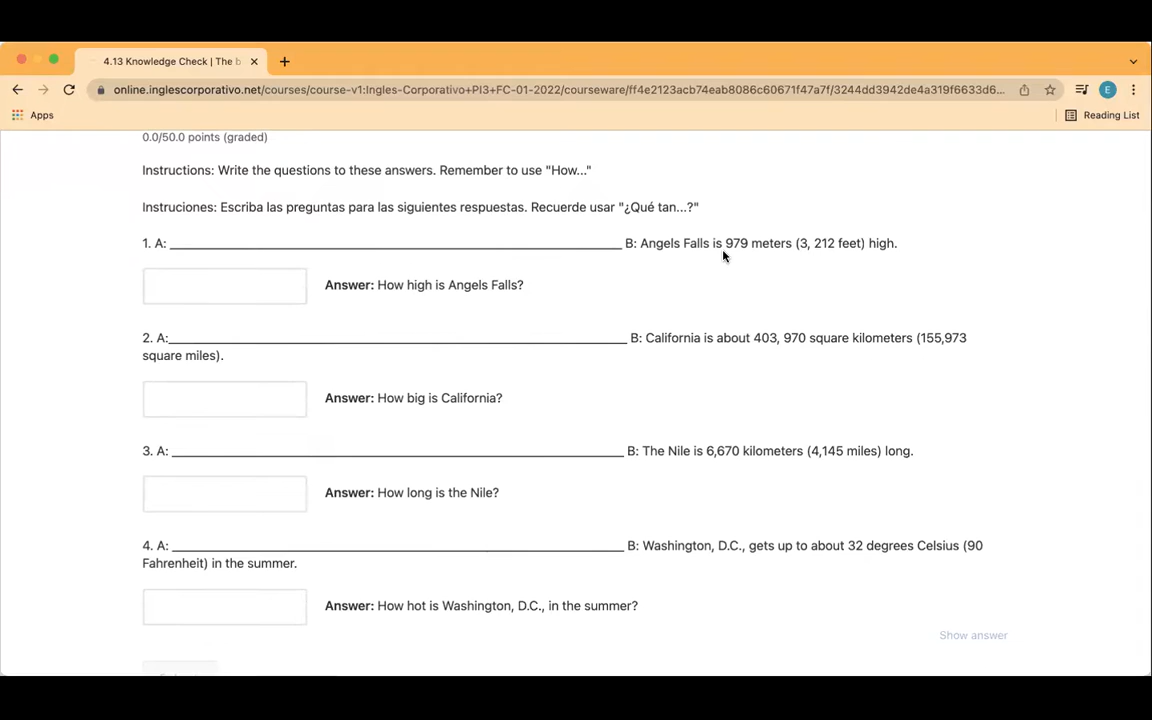 4.13 Knowledge Check | The b
online.inglescorporativo.net/courses/course-v1:Ingles-Corporativo+PI3+FC-01-2022/courseware/ff4e2123acb74eab8086c60671f47a7f/3244dd3942de4a319f6633d6...
E
Apps
Reading List
0.0/50.0 points (graded)
Instructions: Write the questions to these answers. Remember to use "How..."
Instruciones: Escriba las preguntas para las siguientes respuestas. Recuerde usar "¿Qué tan...?"
1. A: ______ B: Angels Falls is 979 meters (3, 212 feet) high.
Answer: How high is Angels Falls?
2. A:______ B: California is about 403, 970 square kilometers (155,973
square miles).
Answer: How big is California?
3. A: ______ B: The Nile is 6,670 kilometers (4,145 miles) long.
Answer: How long is the Nile?
4. A: ______ B: Washington, D.C., gets up to about 32 degrees Celsius (90
Fahrenheit) in the summer.
Answer: How hot is Washington, D.C., in the summer?
Show answer